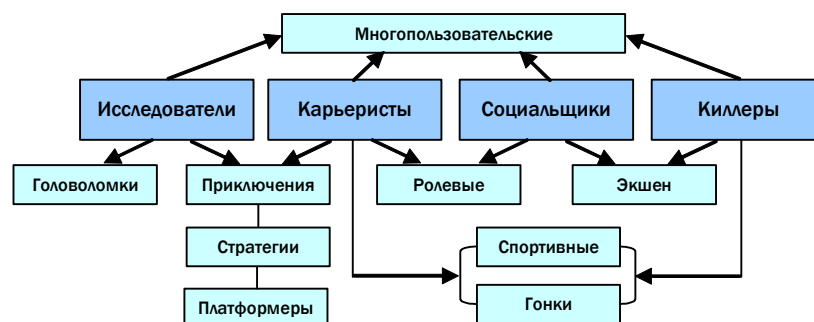 Многопользовательские
Исследователи
Карьеристы
Социальщики
Киллеры
Головоломки
Приключения
Ролевые
Экшен
Стратегии
Спортивные
Платформеры
Гонки